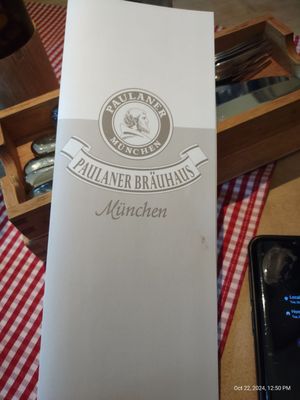 PAULANER
MÜNCHEN
PAULANER BRÄUHAUS
München
Oct 22, 2024, 12:50 PM